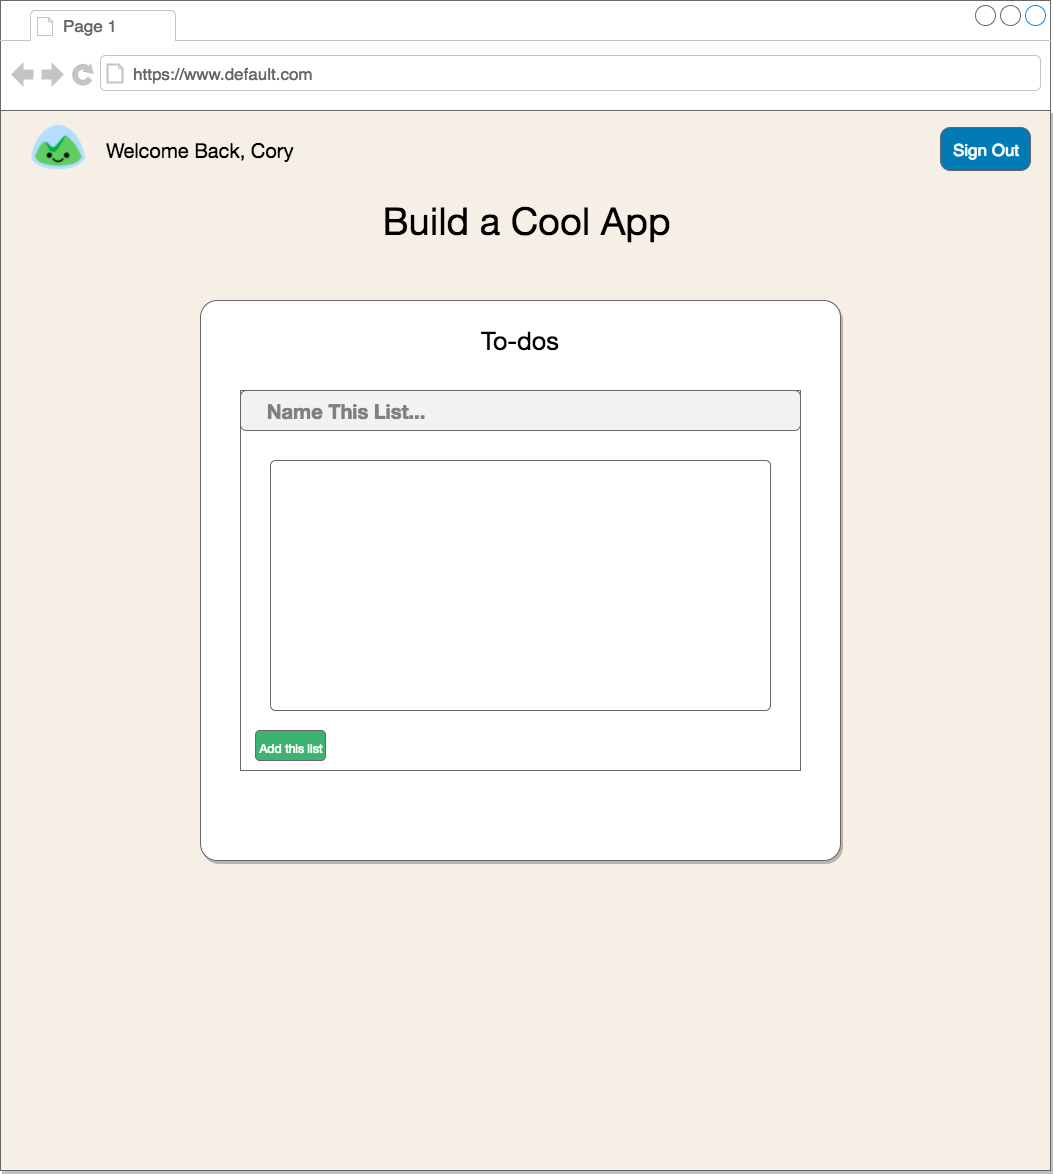 Page 1
https://www.default.com
Welcome Back, Cory
Sign Out
Build a Cool App
To-dos
Name This List...
Add this list